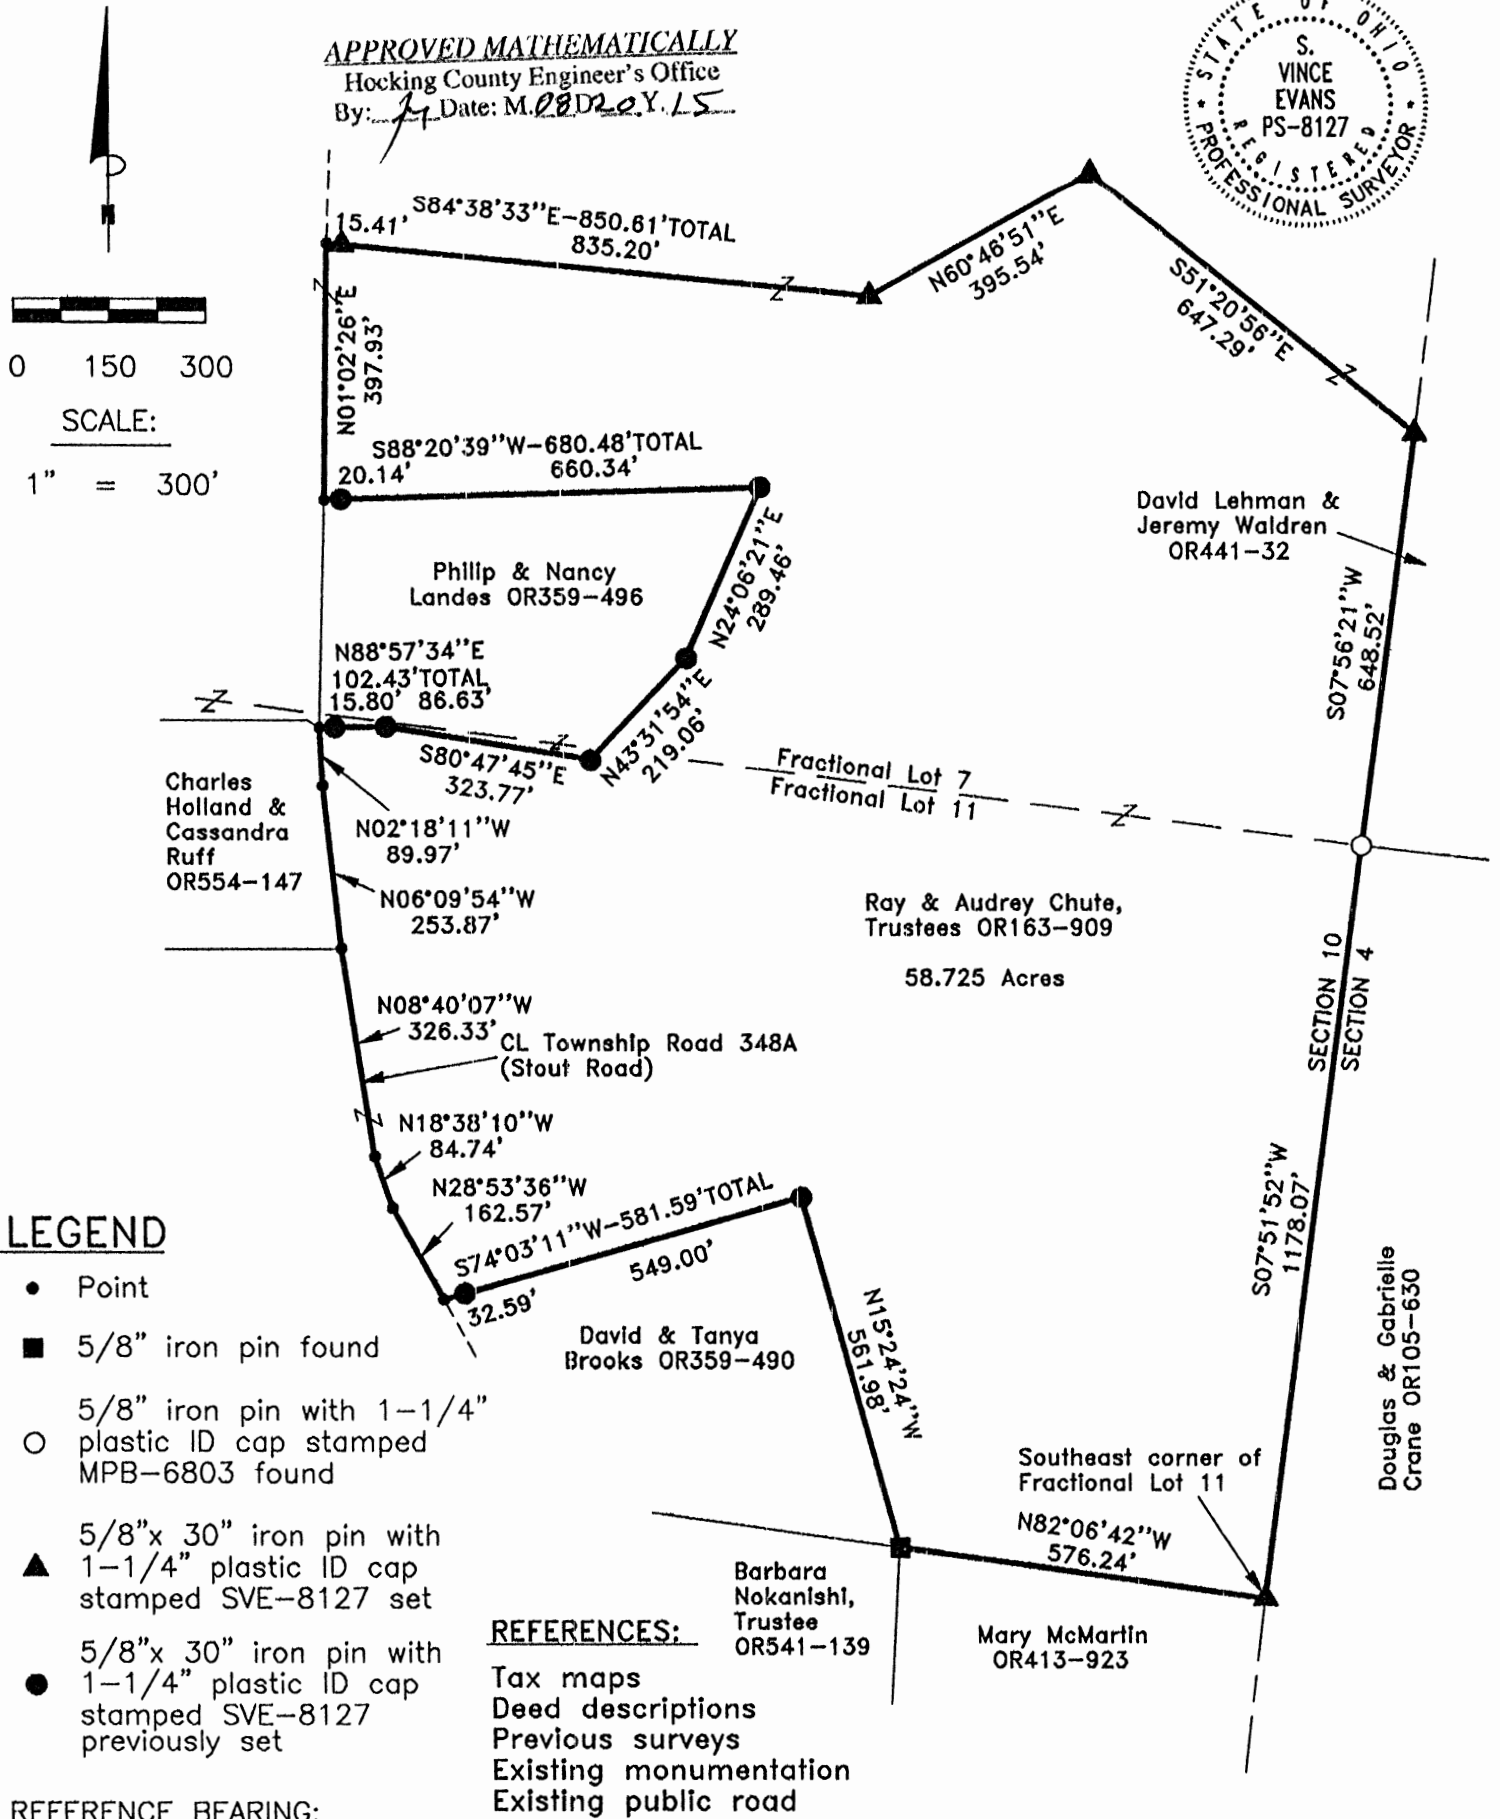 APPROVED MATHEMATICALLY
Hocking County Engineer's Office
By: Date: M.08D20.Y.15
STATE OF OHIO
S.
VINCE
EVANS
PS-8127
REGISTERED
* PROFESSIONAL SURVEYOR *
N
0 150 300
SCALE:
1" = 300'
15.41'
S84°38'33"E-850.61'TOTAL
835.20'
N60°46'51"E
395.54'
S51°20'56"E
647.29'
N01°02'26"E
397.93'
S88°20'39"W-680.48'TOTAL
20.14'
660.34'
Philip & Nancy
Landes OR359-496
N24°06'21"E
289.46'
David Lehman &
Jeremy Waldren
OR441-32
S07°56'21"W
648.52'
N88°57'34"E
102.43'TOTAL
15.80' 86.63'
S80°47'45"E
323.77'
N43°31'54"E
219.06'
Fractional Lot 7
Fractional Lot 11
Charles
Holland &
Cassandra
Ruff
OR554-147
N02°18'11"W
89.97'
N06°09'54"W
253.87'
Ray & Audrey Chute,
Trustees OR163-909
58.725 Acres
SECTION 10
SECTION 4
N08°40'07"W
326.33'
CL Township Road 348A
(Stout Road)
N18°38'10"W
84.74'
N28°53'36"W
162.57'
S74°03'11"W-581.59'TOTAL
549.00'
32.59'
S07°51'52"W
1178.07'
David & Tanya
Brooks OR359-490
N15°24'24"W
561.98'
Douglas & Gabrielle
Crane OR105-630
Southeast corner of
Fractional Lot 11
N82°06'42"W
576.24'
Barbara
Nokanishi,
Trustee
OR541-139
Mary McMartin
OR413-923
LEGEND
Point
5/8" iron pin found
5/8" iron pin with 1-1/4"
plastic ID cap stamped
MPB-6803 found
5/8"x 30" iron pin with
1-1/4" plastic ID cap
stamped SVE-8127 set
5/8"x 30" iron pin with
1-1/4" plastic ID cap
stamped SVE-8127
previously set
REFERENCES:
Tax maps
Deed descriptions
Previous surveys
Existing monumentation
Existing public road
REFERENCE BEARING: